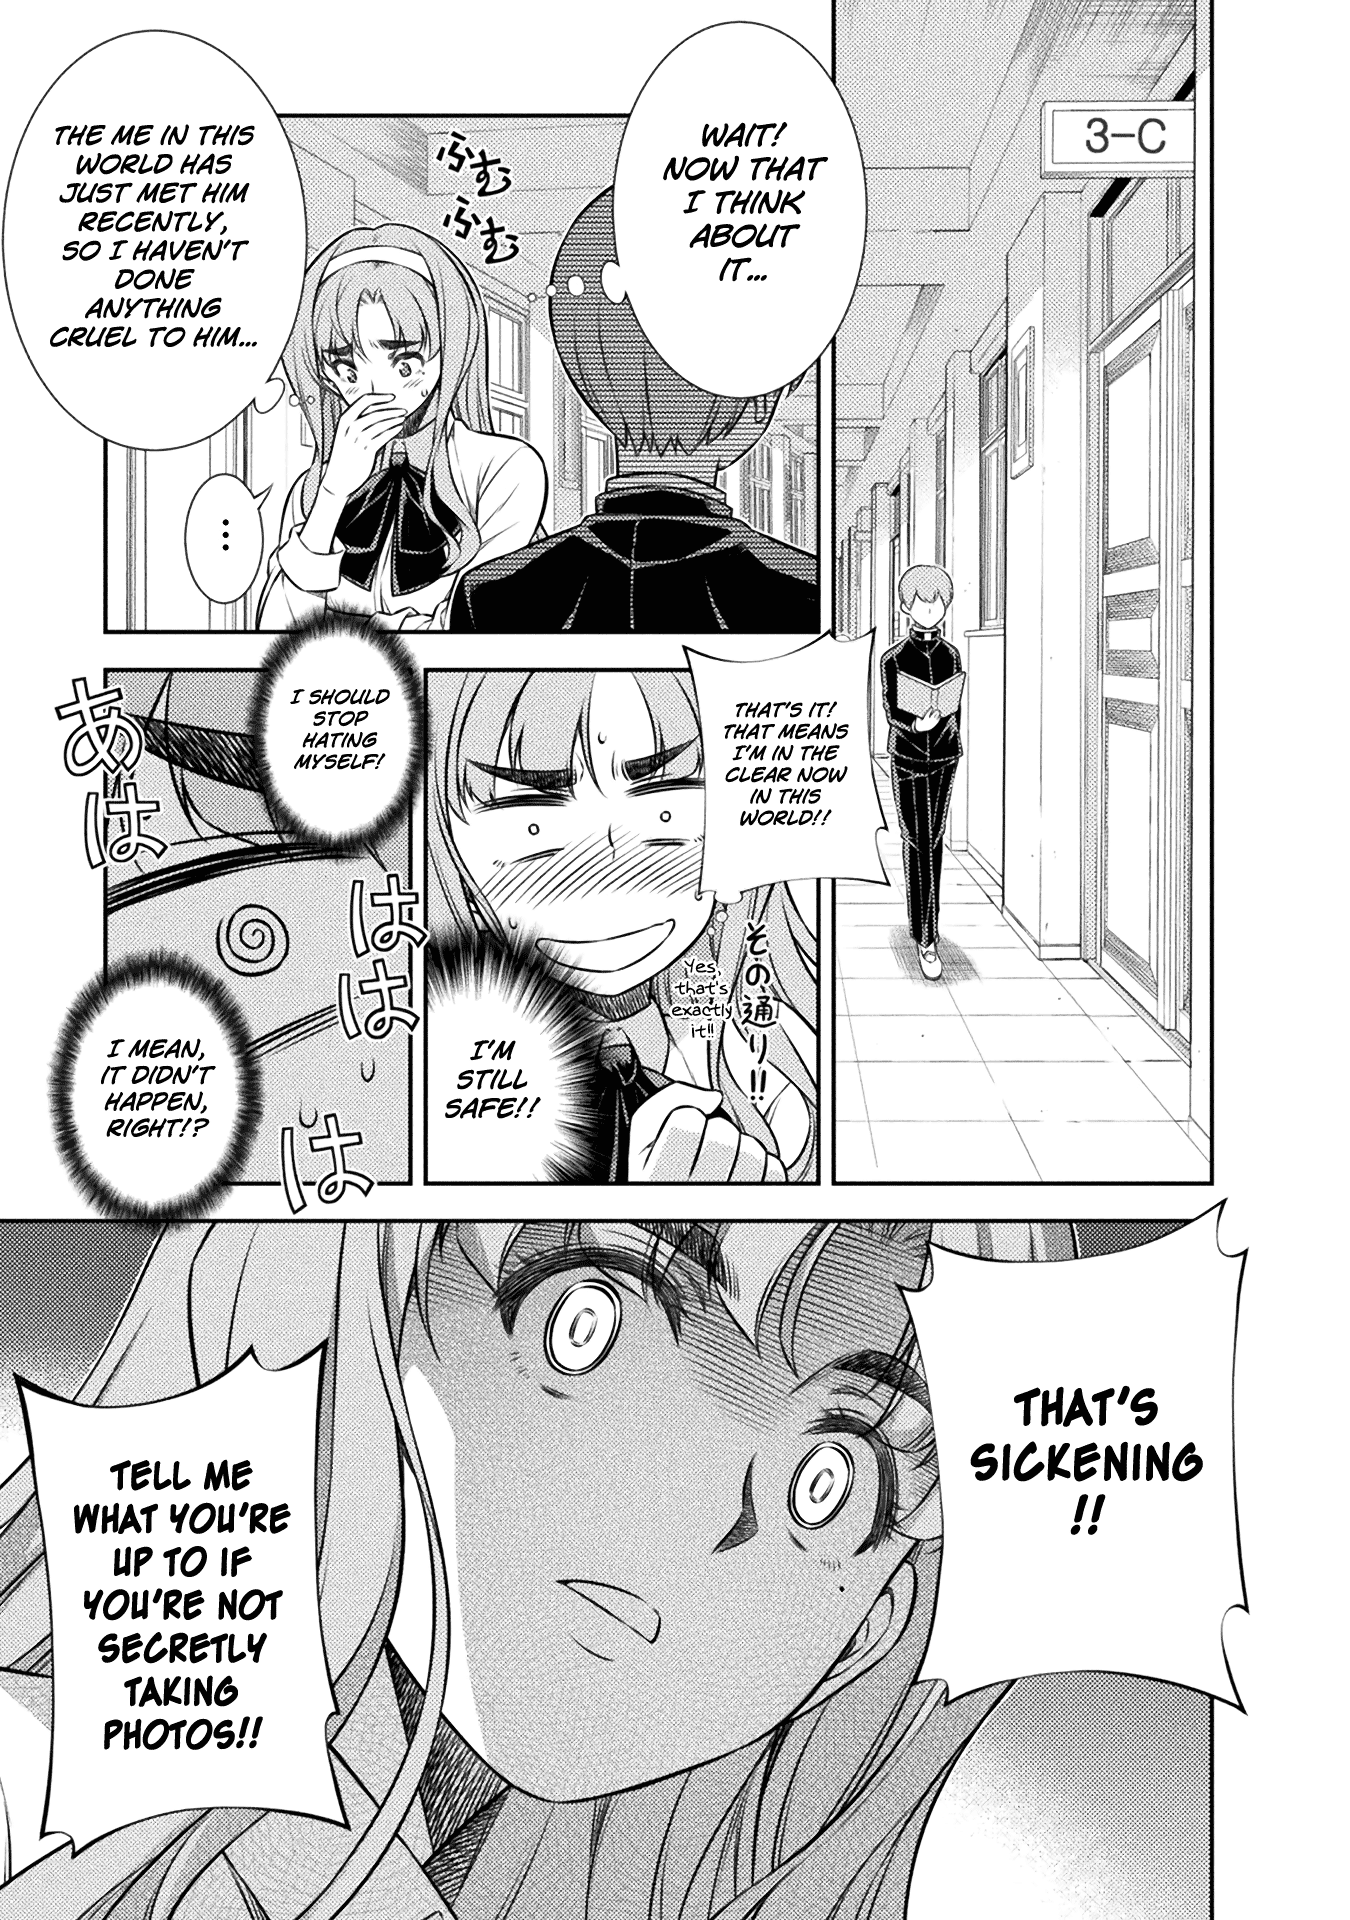 3-C
WAIT!
NOW THAT
I THINK
ABOUT
IT...
ふむ
ふむ
THE ME IN THIS
WORLD HAS
JUST MET HIM
RECENTLY,
SO I HAVEN'T
DONE
ANYTHING
CRUEL TO HIM...
...
THAT'S IT!
THAT MEANS
I'M IN THE
CLEAR NOW
IN THIS
WORLD!!
その通り!!
Yes,
that's
exactly
it!!
I'M
STILL
SAFE!!
I SHOULD
STOP
HATING
MYSELF!
あは
はは
は
I MEAN,
IT DIDN'T
HAPPEN,
RIGHT!?
THAT'S
SICKENING
!!
TELL ME
WHAT YOU'RE
UP TO IF
YOU'RE NOT
SECRETLY
TAKING
PHOTOS!!